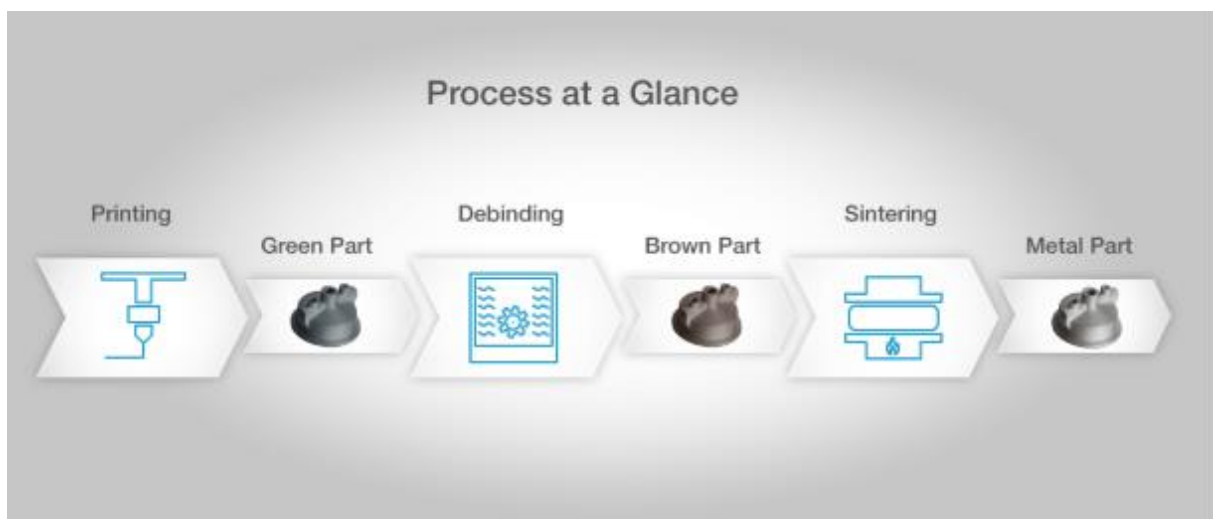 Process at a Glance
Printing
Green Part
Debinding
Brown Part
Sintering
Metal Part